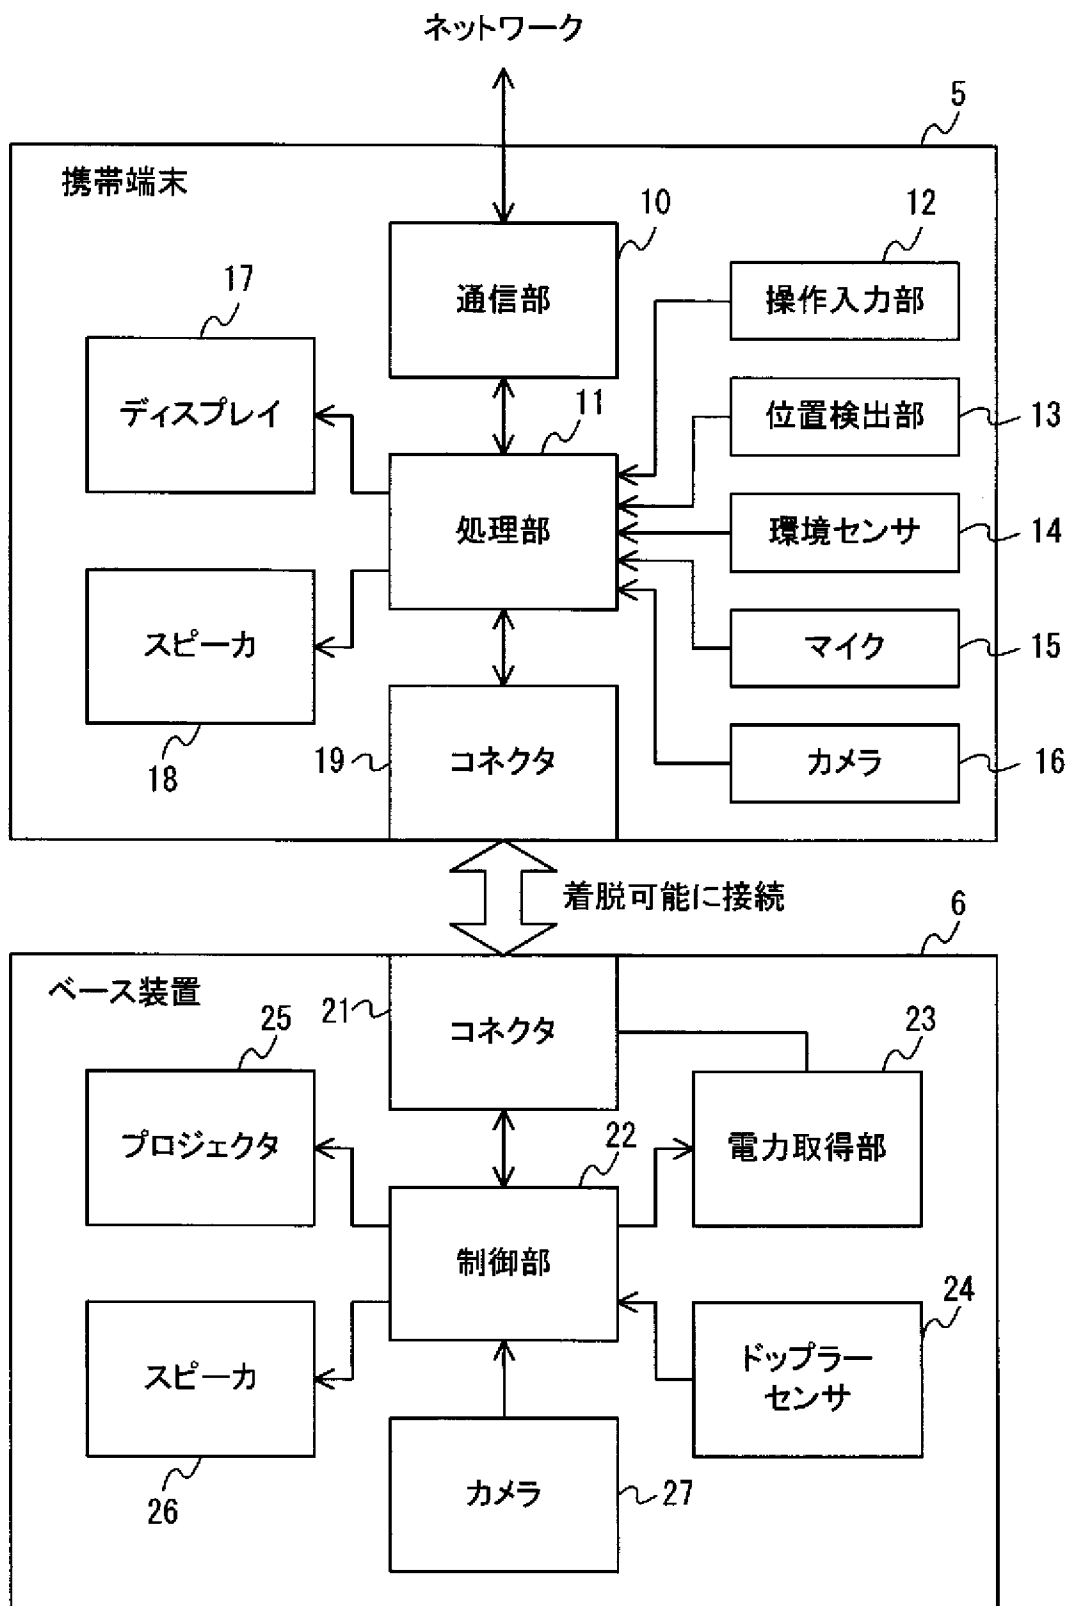 ネットワーク
5
携帯端末
10
12
17
通信部
操作入力部
ディスプレイ
11
位置検出部
13
処理部
環境センサ
14
スピーカ
マイク
15
18
19
コネクタ
カメラ
16
着脱可能に接続
6
ベース装置
21
コネクタ
25
23
プロジェクタ
22
電力取得部
制御部
24
スピーカ
ドップラー
センサ
26
カメラ
27